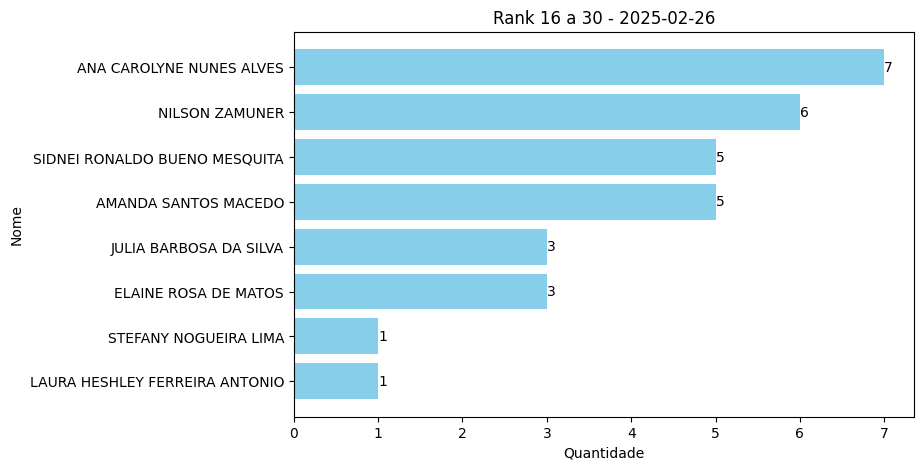 Rank 16 a 30 - 2025-02-26
Nome
ANA CAROLYNE NUNES ALVES 7
NILSON ZAMUNER 6
SIDNEI RONALDO BUENO MESQUITA 5
AMANDA SANTOS MACEDO 5
JULIA BARBOSA DA SILVA 3
ELAINE ROSA DE MATOS 3
STEFANY NOGUEIRA LIMA 1
LAURA HESHLEY FERREIRA ANTONIO 1
0 1 2 3 4 5 6 7
Quantidade